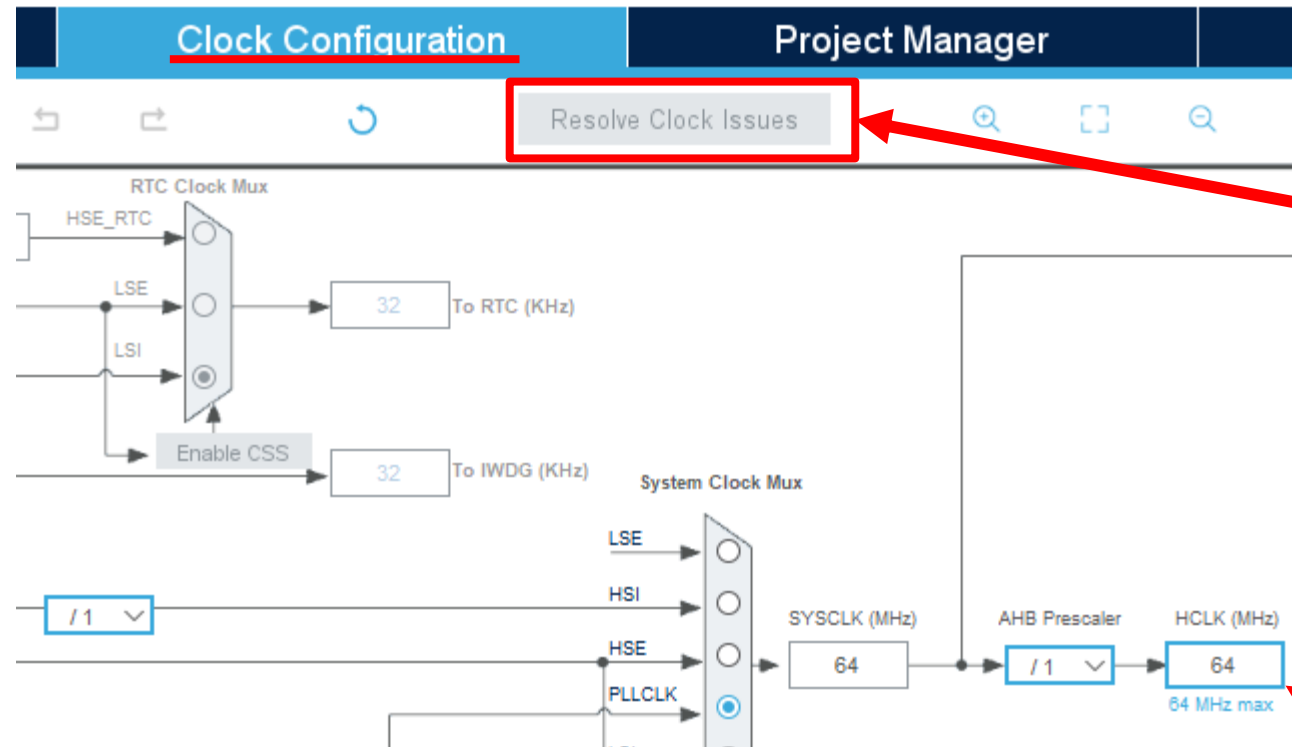 Clock Configuration
Project Manager
Resolve Clock Issues
RTC Clock Mux
HSE_RTC
LSE
32
To RTC (KHz)
LSI
Enable CSS
32
To IWDG (KHz)
System Clock Mux
LSE
/ 1
HSI
SYSCLK (MHz)
AHB Prescaler
HCLK (MHz)
HSE
64
/ 1
64
PLLCLK
64 MHz max